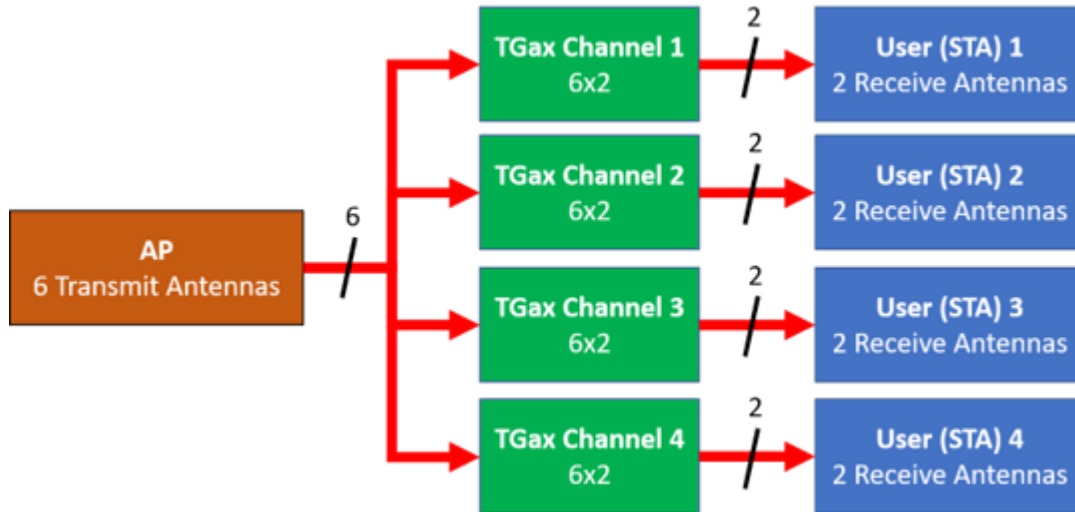 TGax Channel 1
6x2
2
User (STA) 1
2 Receive Antennas
TGax Channel 2
6x2
2
User (STA) 2
2 Receive Antennas
AP
6 Transmit Antennas
6
TGax Channel 3
6x2
2
User (STA) 3
2 Receive Antennas
TGax Channel 4
6x2
2
User (STA) 4
2 Receive Antennas